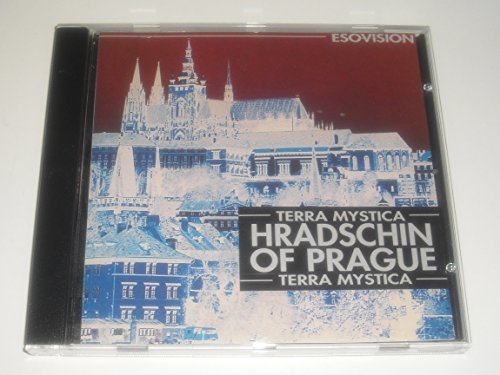 ESOVISION
TERRA MYSTICA
HRADSCHIN
OF PRAGUE
TERRA MYSTICA